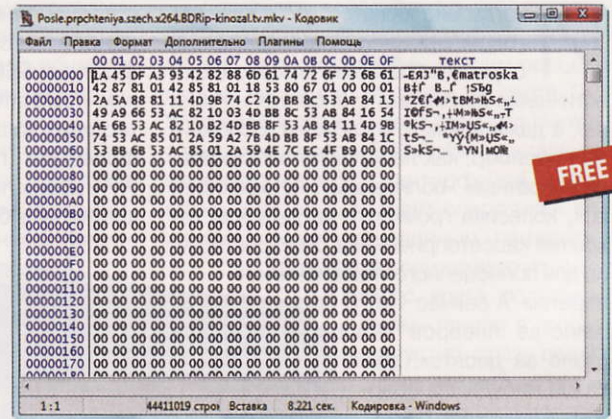 Posle.prpchteniya.szech.x264.BDRip-kinozal.tv.mkv - Кодовик
Файл Правка Формат Дополнительно Плагины Помощь
00 01 02 03 04 05 06 07 08 09 0A 0B 0C 0D 0E 0F текст
00000000 1A 45 DF A3 93 42 82 88 6D 61 74 72 6F 73 6B 61 →EЯЈ"B‚€matroska
00000010 42 87 81 01 42 85 81 01 18 53 80 67 01 00 00 01
00000020 2A 5A 88 81 11 4D 9B 74 C2 4D BB 8C 53 AB 84 15
00000030 49 A9 66 53 AC 82 10 03 4D BB 8C 53 AB 84 16 54
00000040 AE 6B 53 AC 82 10 B2 4D BB 8F 53 AB 84 11 4D 9B
00000050 74 53 AC 85 01 2A 59 A2 7B 4D BB 8F 53 AB 84 1C
00000060 53 BB 6B 53 AC 85 01 2A 59 4E 7C EC 4F B9 00 00
00000070 00 00 00 00 00 00 00 00 00 00 00 00 00 00 00 00
00000080 00 00 00 00 00 00 00 00 00 00 00 00 00 00 00 00
00000090 00 00 00 00 00 00 00 00 00 00 00 00 00 00 00 00
000000A0 00 00 00 00 00 00 00 00 00 00 00 00 00 00 00 00
000000B0 00 00 00 00 00 00 00 00 00 00 00 00 00 00 00 00
000000C0 00 00 00 00 00 00 00 00 00 00 00 00 00 00 00 00
000000D0 00 00 00 00 00 00 00 00 00 00 00 00 00 00 00 00
000000E0 00 00 00 00 00 00 00 00 00 00 00 00 00 00 00 00
000000F0 00 00 00 00 00 00 00 00 00 00 00 00 00 00 00 00
00000100 00 00 00 00 00 00 00 00 00 00 00 00 00 00 00 00
00000110 00 00 00 00 00 00 00 00 00 00 00 00 00 00 00 00
00000120 00 00 00 00 00 00 00 00 00 00 00 00 00 00 00 00
00000130 00 00 00 00 00 00 00 00 00 00 00 00 00 00 00 00
00000140 00 00 00 00 00 00 00 00 00 00 00 00 00 00 00 00
00000150 00 00 00 00 00 00 00 00 00 00 00 00 00 00 00 00
00000160 00 00 00 00 00 00 00 00 00 00 00 00 00 00 00 00
00000170 00 00 00 00 00 00 00 00 00 00 00 00 00 00 00 00
FREE
1 : 1 44411019 строк Вставка 8.221 сек. Кодировка - Windows